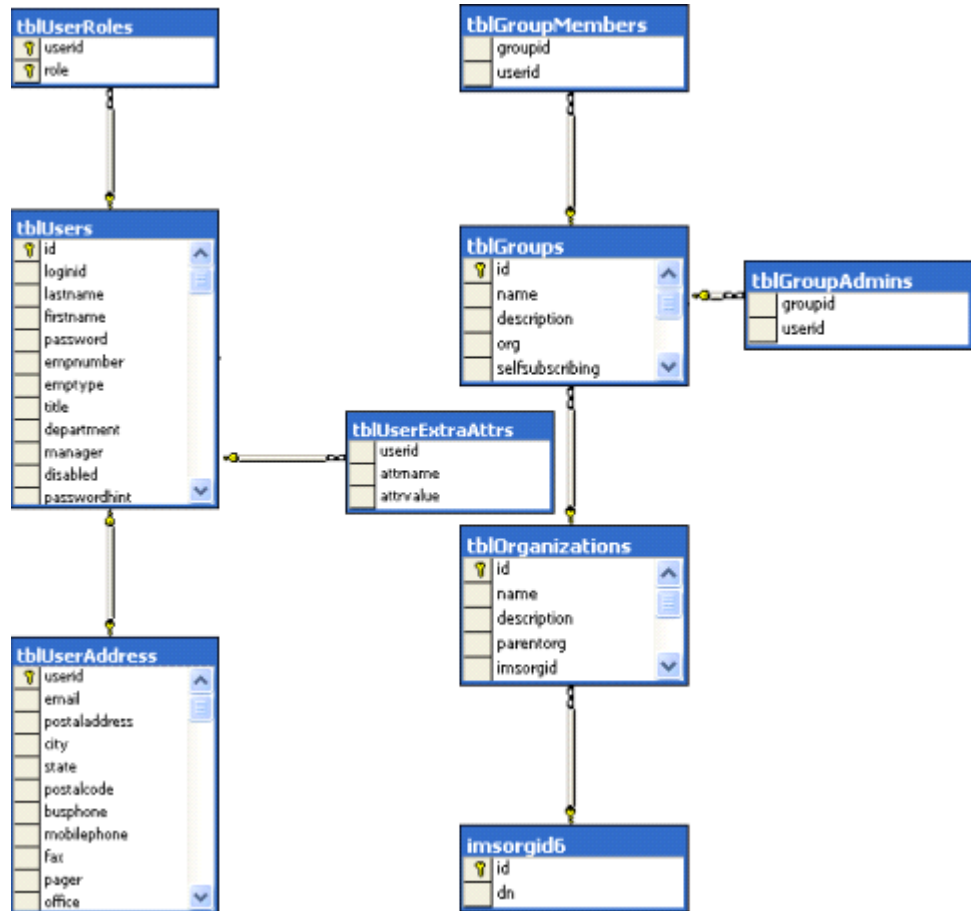 tblUserRoles
userid
role
tblUsers
id
loginid
lastname
firstname
password
empnumber
emptype
title
department
manager
disabled
passwordhint
tblUserAddress
userid
email
postaladdress
city
state
postalcode
busphone
mobilephone
fax
pager
office
tblUserExtraAttrs
userid
attrname
attrvalue
tblGroupMembers
groupid
userid
tblGroups
id
name
description
org
selfsubscribing
tblGroupAdmins
groupid
userid
tblOrganizations
id
name
description
parentorg
imsorgid
imsorgid6
id
dn